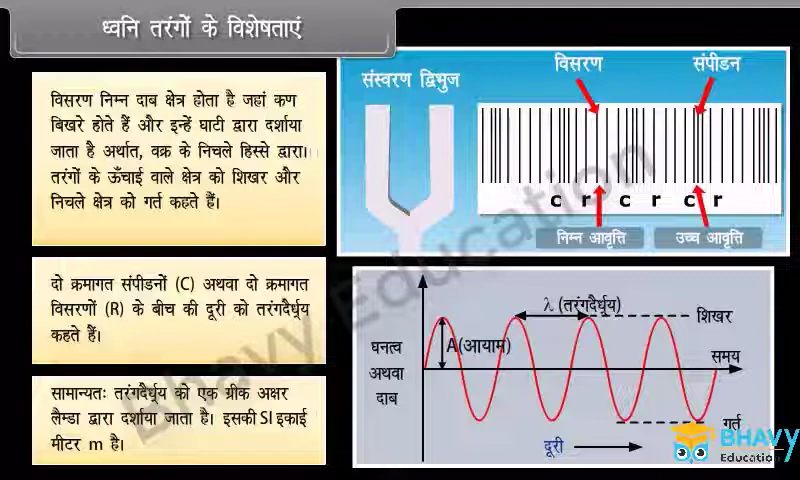 ध्वनि तरंगों के विशेषताएं
विसरण निम्न दाब क्षेत्र होता है जहां कण
बिखरे होते हैं और इन्हें घाटी द्वारा दर्शाया
जाता है अर्थात, वक्र के निचले हिस्से द्वारा।
तरंगों के ऊँचाई वाले क्षेत्र को शिखर और
निचले क्षेत्र को गर्त कहते हैं।
दो क्रमागत संपीडनों (C) अथवा दो क्रमागत
विसरणों (R) के बीच की दूरी को तरंगदैर्ध्य
कहते हैं।
सामान्यतः तरंगदैर्ध्य को एक ग्रीक अक्षर
लैम्डा द्वारा दर्शाया जाता है। इसकी SI इकाई
मीटर m है।
संस्वरण द्विभुज
विसरण
संपीडन
c r c r c r
निम्न आवृत्ति
उच्च आवृत्ति
λ (तरंगदैर्ध्य)
शिखर
A(आयाम)
घनत्व
अथवा
दाब
समय
गर्त
दूरी
BHAVY
Education
Bhavy Education